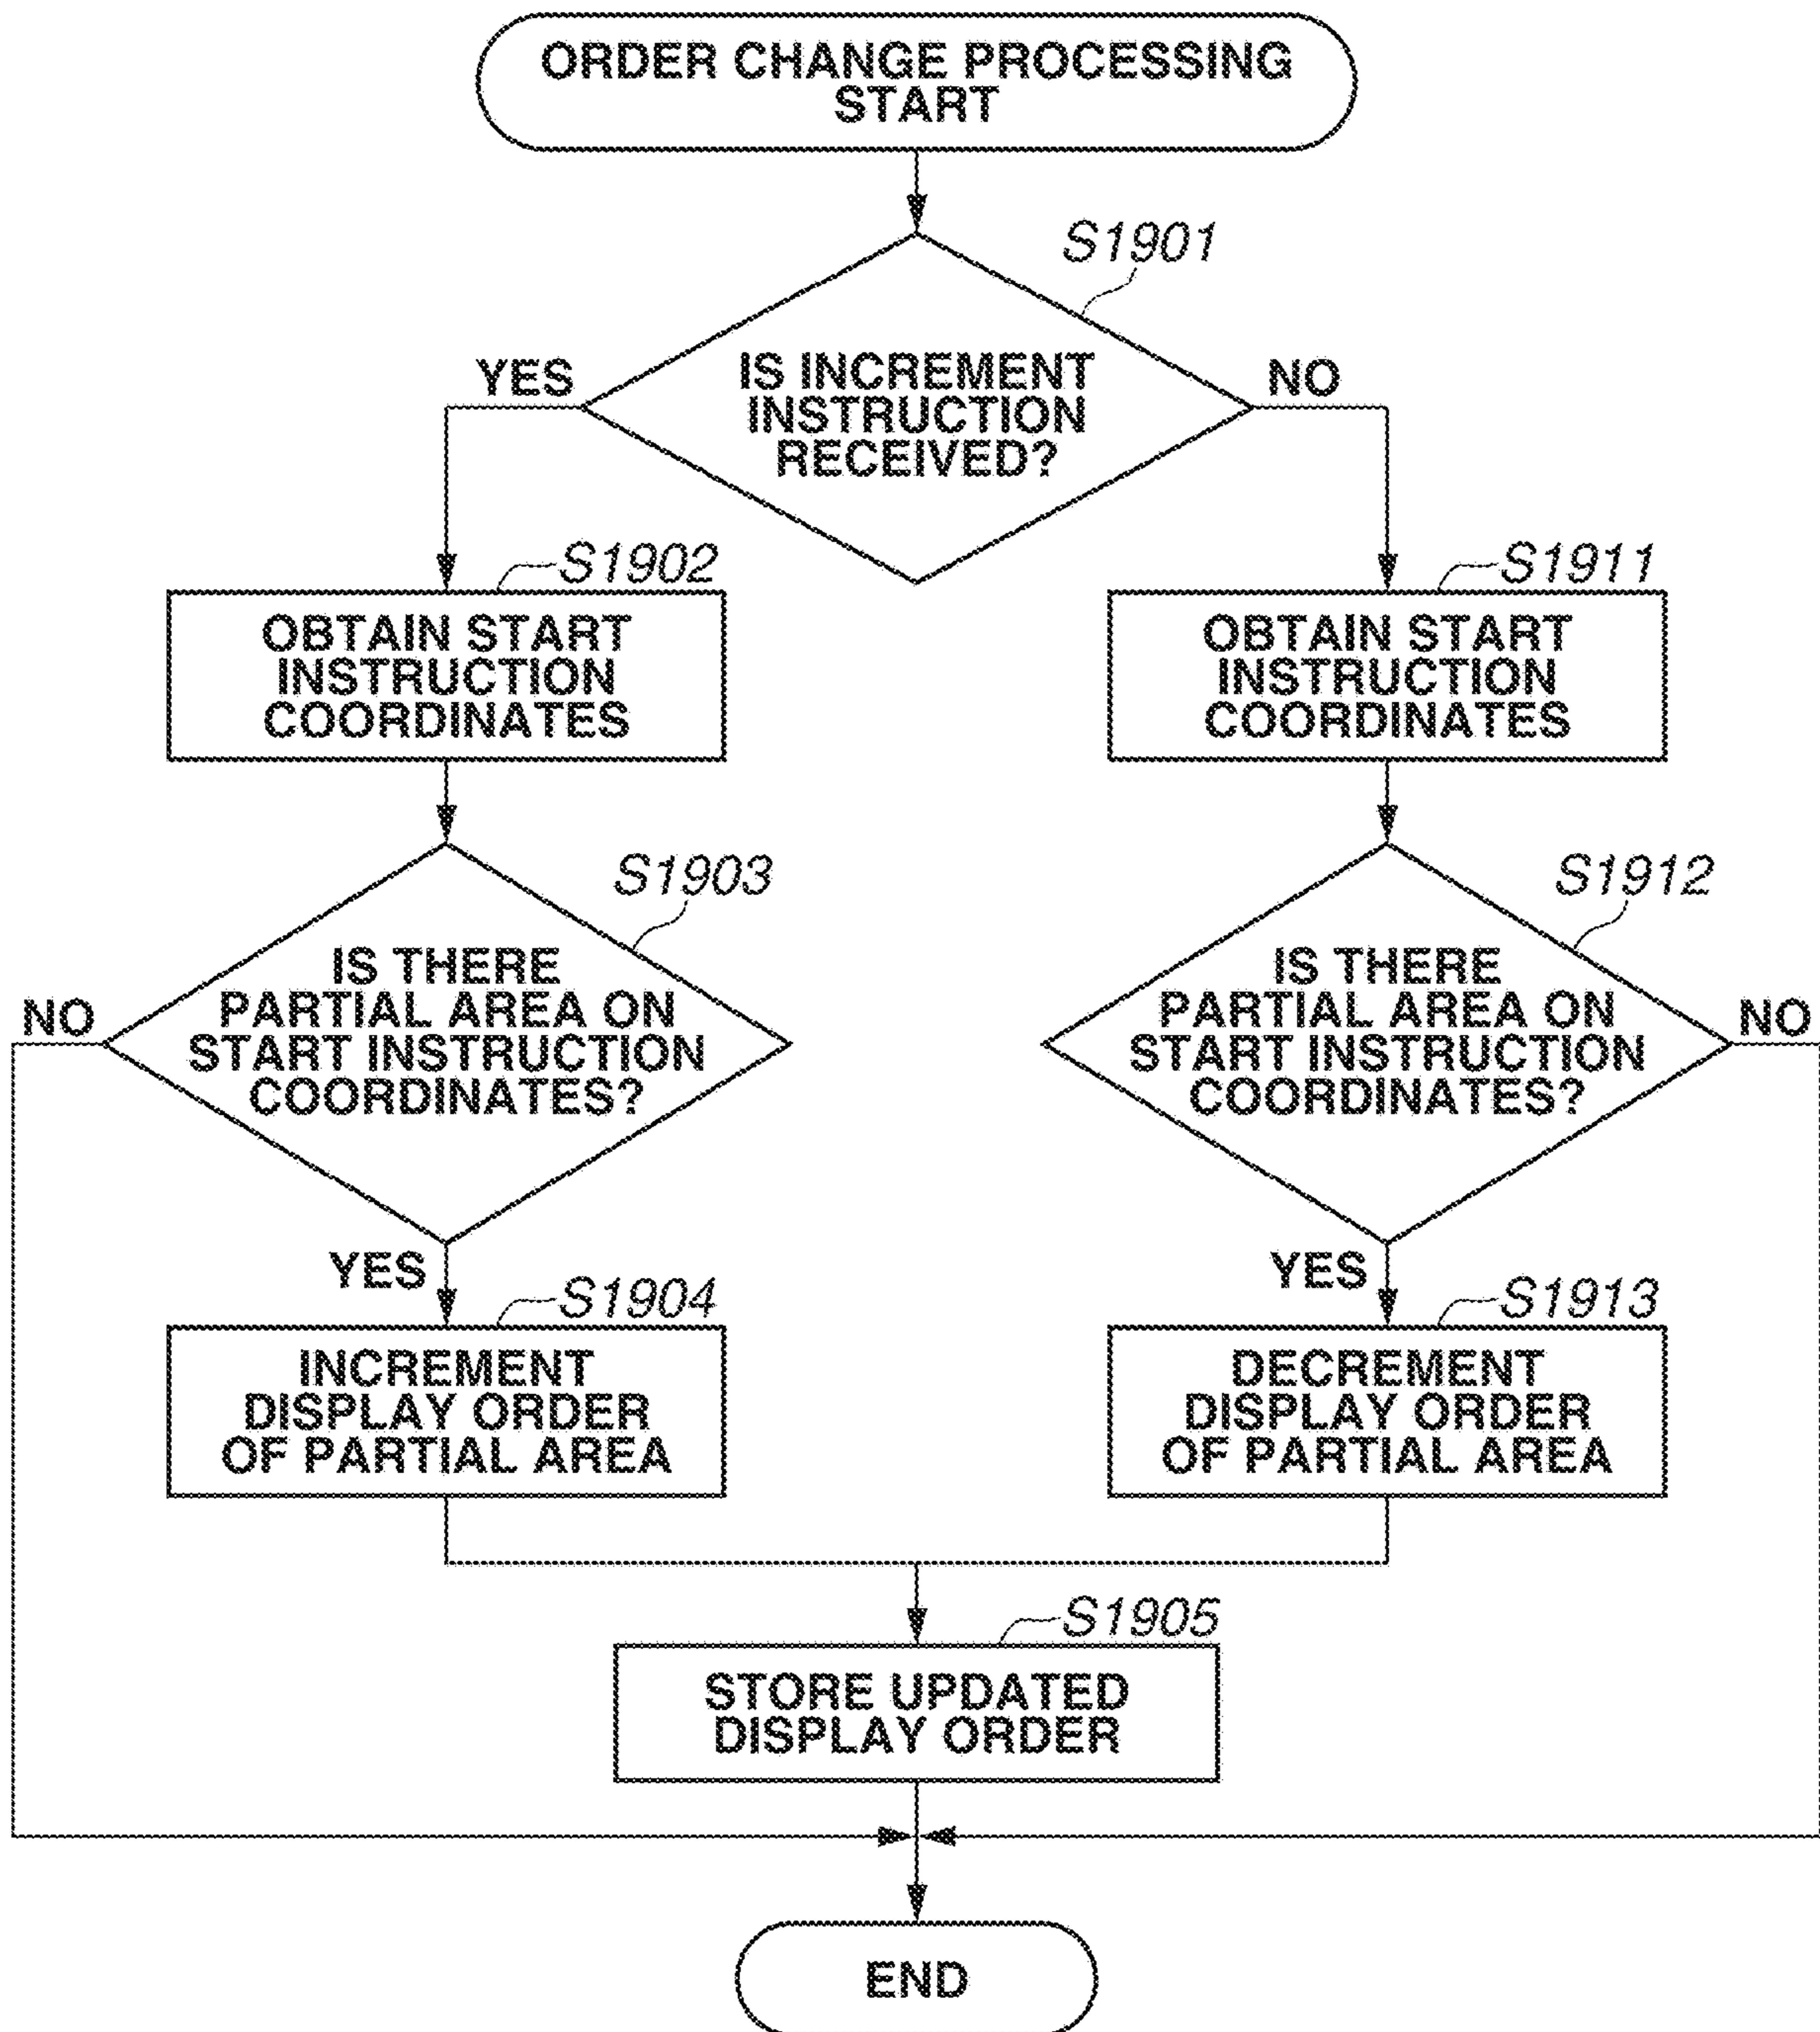 ORDER CHANGE PROCESSING
START
S1901
IS INCREMENT
INSTRUCTION
RECEIVED?
YES
NO
S1902
OBTAIN START
INSTRUCTION
COORDINATES
S1911
OBTAIN START
INSTRUCTION
COORDINATES
S1903
IS THERE
PARTIAL AREA ON
START INSTRUCTION
COORDINATES?
NO
YES
S1912
IS THERE
PARTIAL AREA ON
START INSTRUCTION
COORDINATES?
NO
YES
S1904
INCREMENT
DISPLAY ORDER
OF PARTIAL AREA
S1913
DECREMENT
DISPLAY ORDER
OF PARTIAL AREA
S1905
STORE UPDATED
DISPLAY ORDER
END